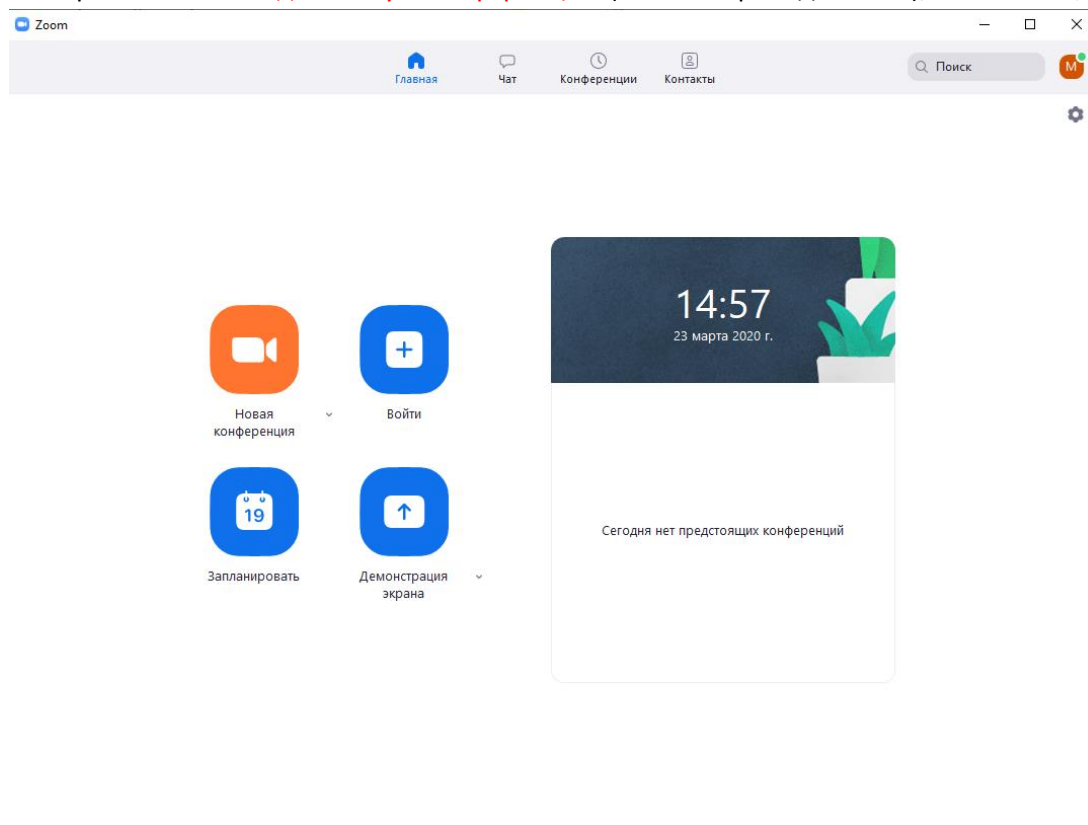 Zoom
Главная
Чат
Конференции
Контакты
Поиск
М
14:57
23 марта 2020 г.
Новая
конференция
Войти
19
Запланировать
Демонстрация
экрана
Сегодня нет предстоящих конференций